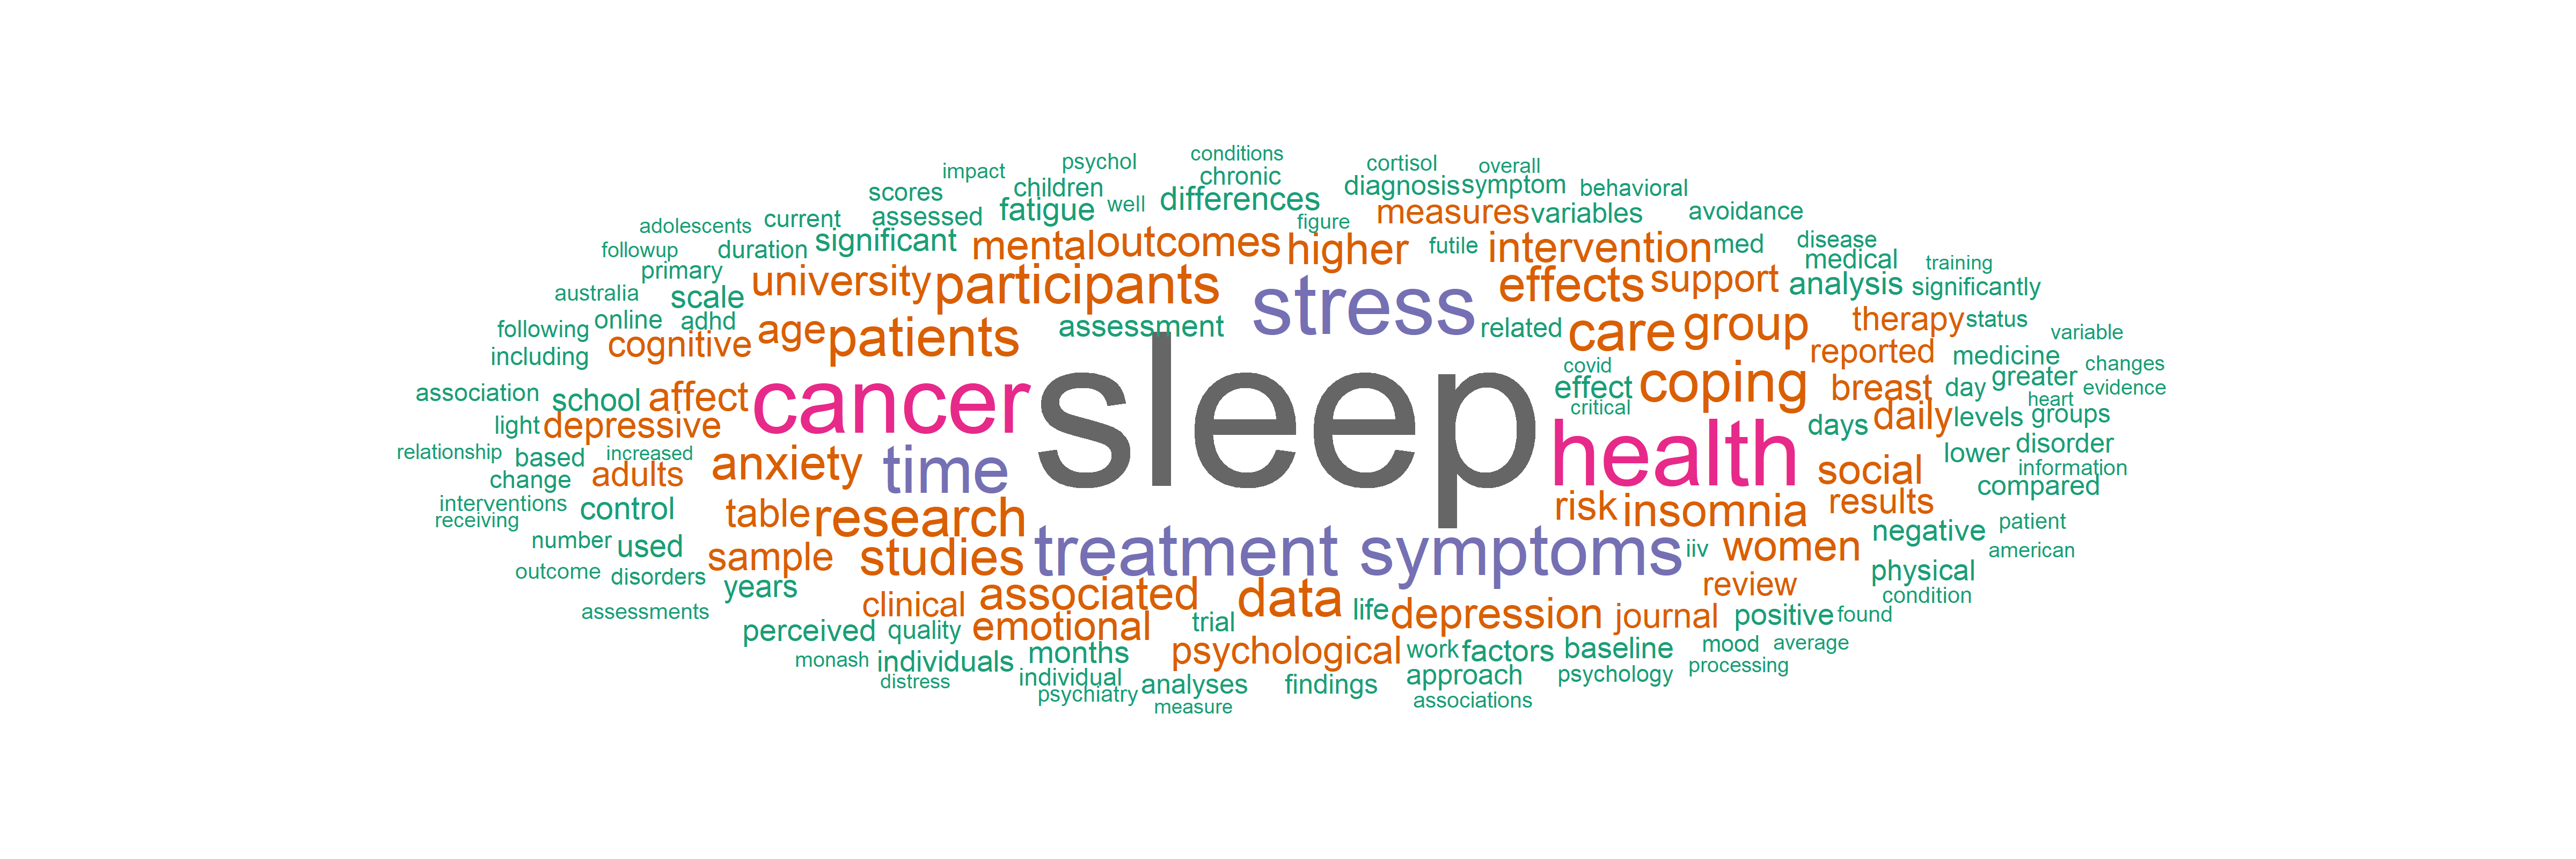 conditions
psychol cortisol overall
impact chronic
scores children diagnosis symptom behavioral
assessed fatigue well differences measures variables avoidance
adolescents current figure
followup duration significant mental outcomes higher futile intervention med disease
primary university participants stress effects support medical training
australia scale analysis significantly
following online adhd age patients assessment related care group therapy status variable
including cognitive reported medicine changes
association school affect cancer sleep covid effect coping breast day greater evidence
critical heart
light depressive health days daily levels groups
relationship based increased anxiety time social lower disorder
change adults information
interventions control table research risk insomnia results compared
receiving
number used sample studies treatment symptoms iiv women negative patient
american
outcome disorders years review physical
assessments clinical associated data life depression journal positive condition
perceived quality emotional trial found
monash individuals months psychological work factors baseline mood average
distress individual analyses findings approach psychology processing
psychiatry measure associations